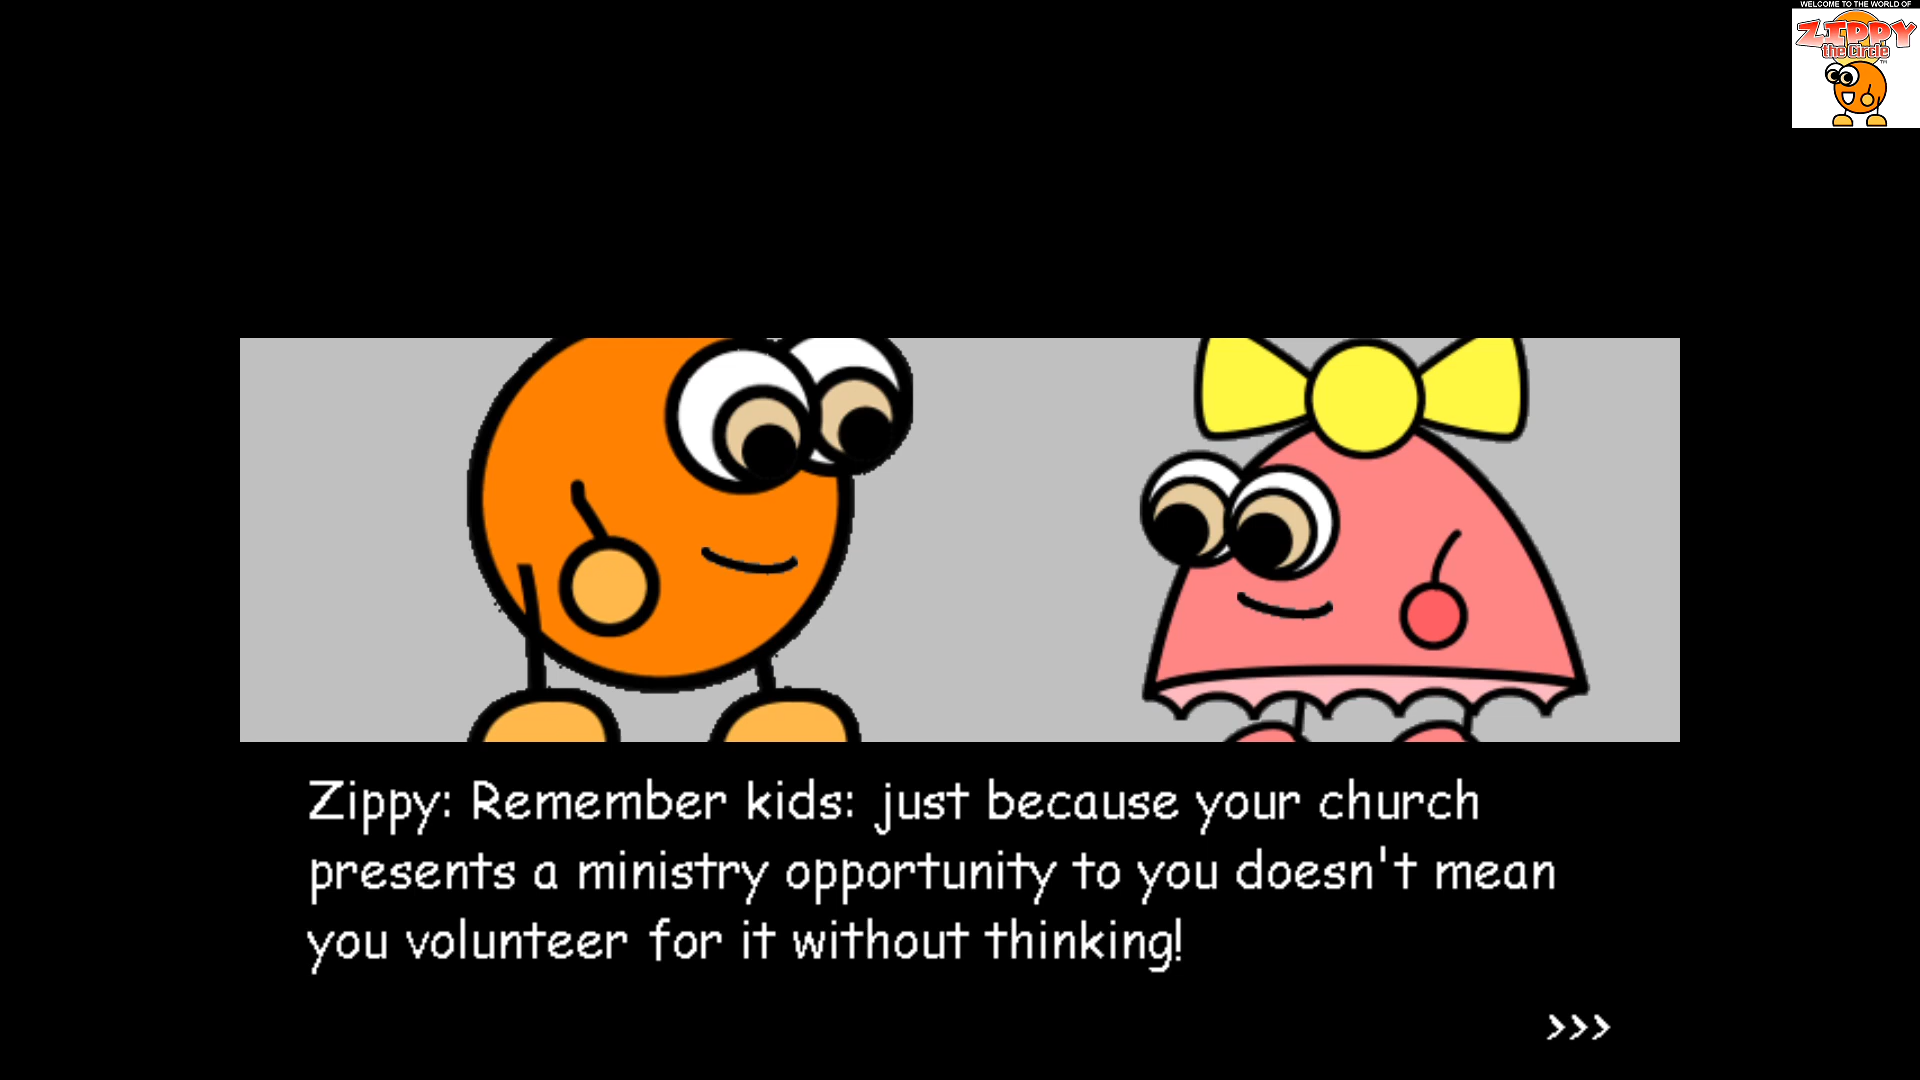 WELCOME TO THE WORLD OF
ZIPPY
the Circle
TM
Zippy: Remember kids: just because your church
presents a ministry opportunity to you doesn't mean
you volunteer for it without thinking!
>>>